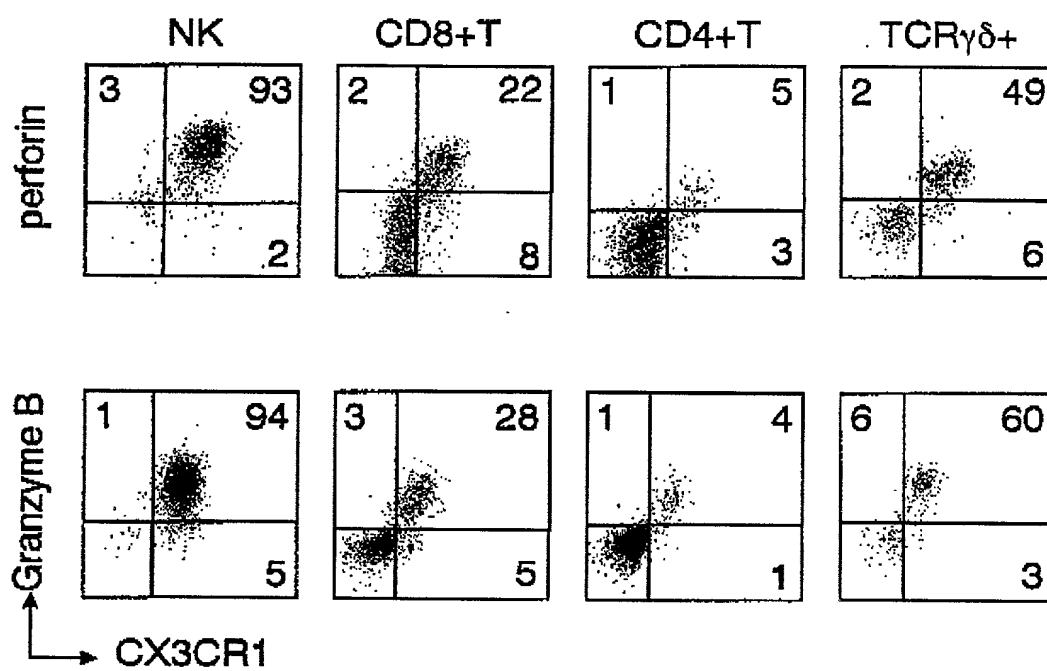 NK CD8+T CD4+T TCRγδ+
perforin
3 93 2 22 1 5 2 49
2 8 3 6
Granzyme B
1 94 3 28 1 4 6 60
5 5 1 3
CX3CR1